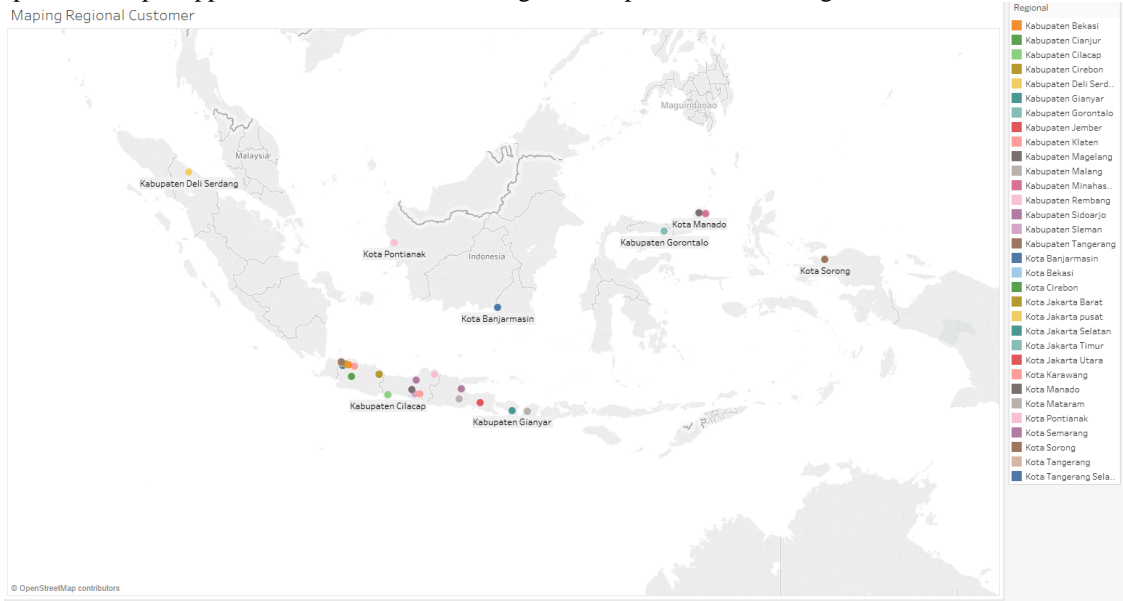 Maping Regional Customer
Maguindanao
Malaysia
Kabupaten Deli Serdang
Kota Manado
Kabupaten Gorontalo
Kota Pontianak
Indonesia
Kota Sorong
Kota Banjarmasin
Kabupaten Cilacap
Kabupaten Gianyar
© OpenStreetMap contributors
Regional
Kabupaten Bekasi
Kabupaten Cianjur
Kabupaten Cilacap
Kabupaten Cirebon
Kabupaten Deli Serd..
Kabupaten Gianyar
Kabupaten Gorontalo
Kabupaten Jember
Kabupaten Klaten
Kabupaten Magelang
Kabupaten Malang
Kabupaten Minahas..
Kabupaten Rembang
Kabupaten Sidoarjo
Kabupaten Sleman
Kabupaten Tangerang
Kota Banjarmasin
Kota Bekasi
Kota Cirebon
Kota Jakarta Barat
Kota Jakarta pusat
Kota Jakarta Selatan
Kota Jakarta Timur
Kota Jakarta Utara
Kota Karawang
Kota Manado
Kota Mataram
Kota Pontianak
Kota Semarang
Kota Sorong
Kota Tangerang
Kota Tangerang Sela..